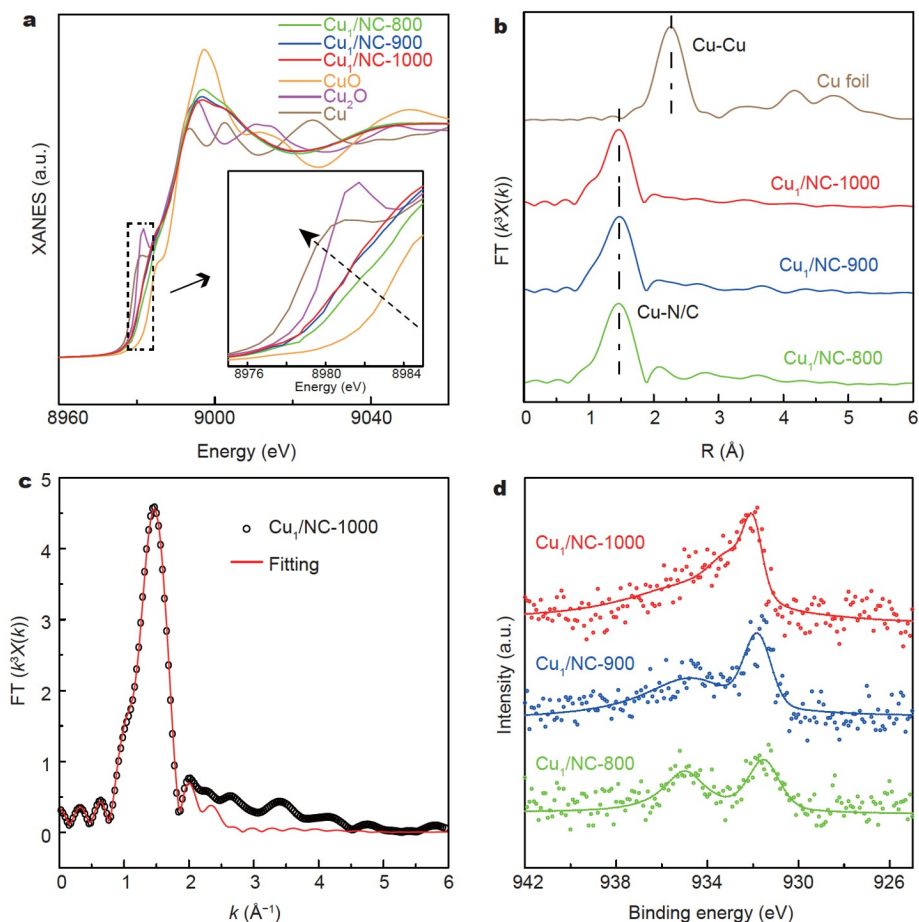 a
Cu₁/NC-800
Cu₁/NC-900
Cu₁/NC-1000
CuO
Cu₂O
Cu
XANES (a.u.)
8976 8980 8984
Energy (eV)
8960 9000 9040
Energy (eV)
b
Cu-Cu
Cu foil
Cu₁/NC-1000
Cu₁/NC-900
Cu-N/C
Cu₁/NC-800
FT (k³X(k))
0 1 2 3 4 5 6
R (Å)
c
5
4
3
2
1
0
Cu₁/NC-1000
Fitting
FT (k³X(k))
0 1 2 3 4 5 6
k (Å⁻¹)
d
Cu₁/NC-1000
Cu₁/NC-900
Cu₁/NC-800
Intensity (a.u.)
942 938 934 930
Binding energy (eV)